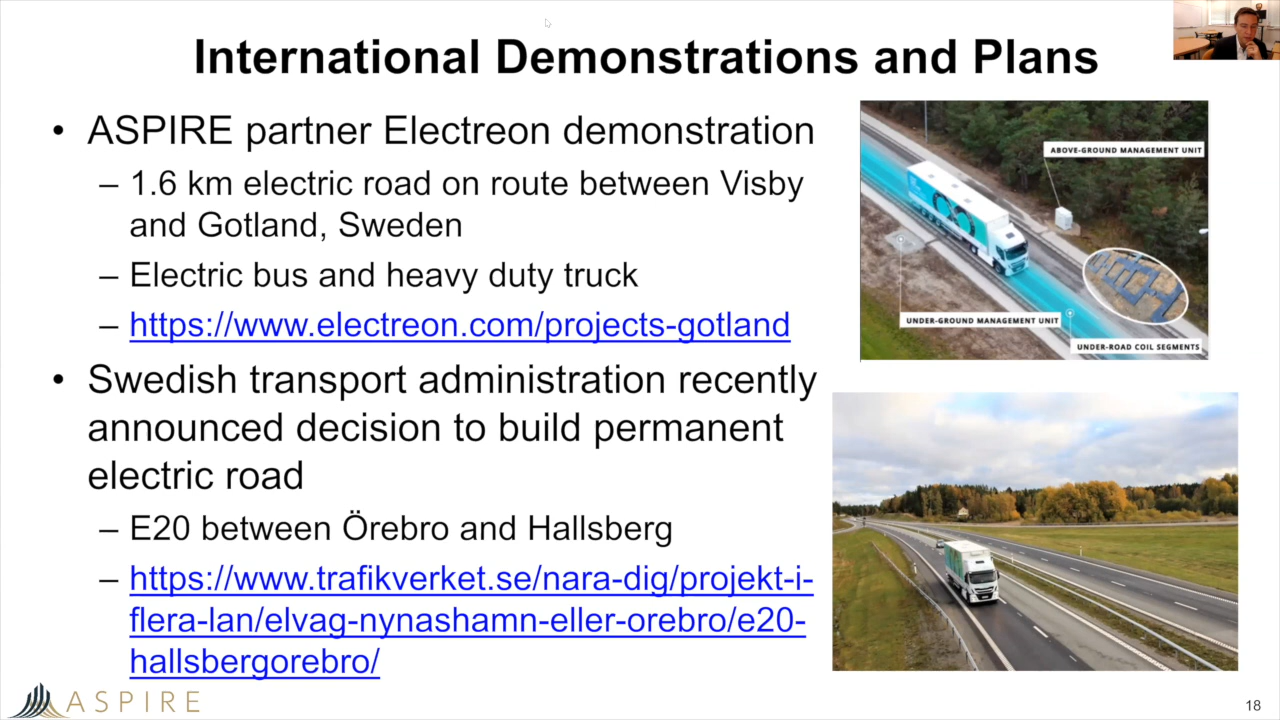 International Demonstrations and Plans
• ASPIRE partner Electreon demonstration
– 1.6 km electric road on route between Visby
and Gotland, Sweden
– Electric bus and heavy duty truck
– https://www.electreon.com/projects-gotland
• Swedish transport administration recently
announced decision to build permanent
electric road
– E20 between Örebro and Hallsberg
– https://www.trafikverket.se/nara-dig/projekt-i-
flera-lan/elvag-nynashamn-eller-orebro/e20-
hallsbergorebro/
ABOVE-GROUND MANAGEMENT UNIT
UNDER-GROUND MANAGEMENT UNIT
UNDER-ROAD COIL SEGMENTS
ASPIRE
18